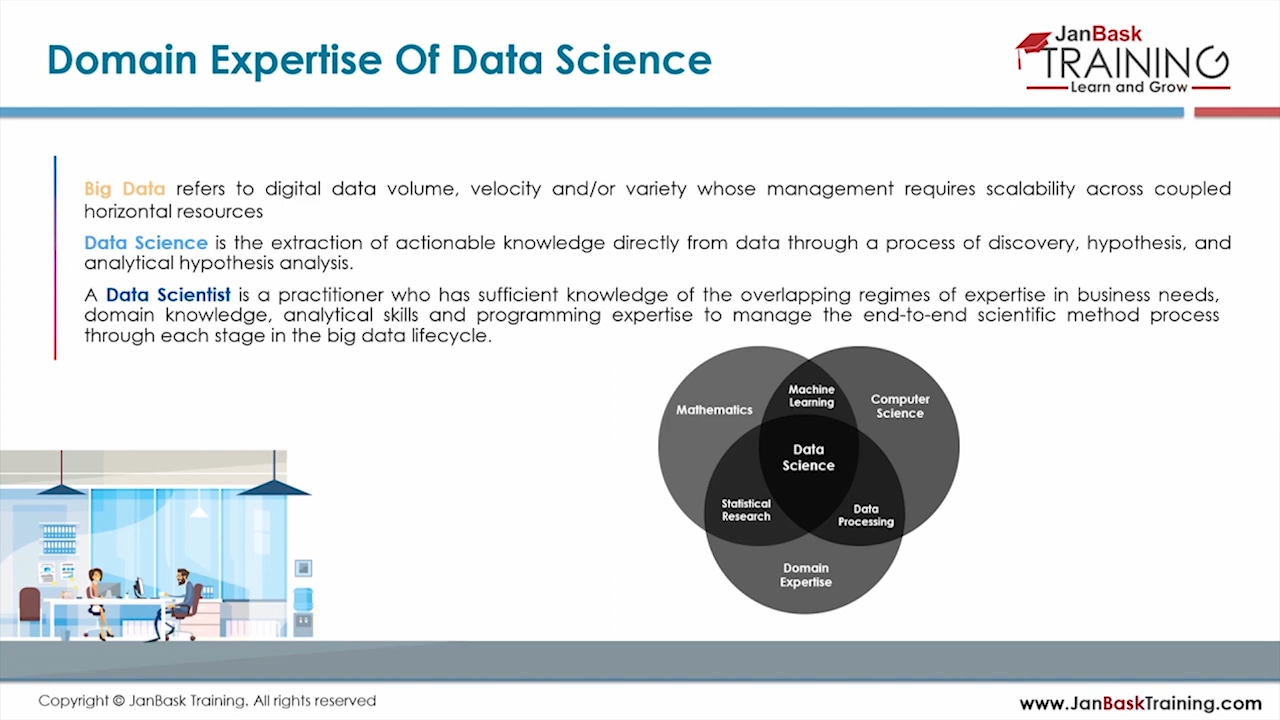 Domain Expertise Of Data Science
JanBask
TRAINING
Learn and Grow
Big Data refers to digital data volume, velocity and/or variety whose management requires scalability across coupled
horizontal resources
Data Science is the extraction of actionable knowledge directly from data through a process of discovery, hypothesis, and
analytical hypothesis analysis.
A Data Scientist is a practitioner who has sufficient knowledge of the overlapping regimes of expertise in business needs,
domain knowledge, analytical skills and programming expertise to manage the end-to-end scientific method process
through each stage in the big data lifecycle.
Mathematics
Machine
Learning
Computer
Science
Data
Science
Statistical
Research
Data
Processing
Domain
Expertise
Copyright © JanBask Training. All rights reserved
www.JanBaskTraining.com